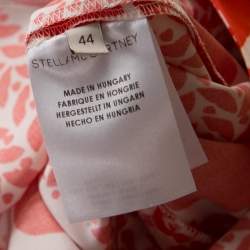 44
STELLA McCARTNEY
MADE IN HUNGARY
FABRIQUE EN HONGRIE
HERGESTELLT IN UNGARN
HECHO EN HUNGRIA